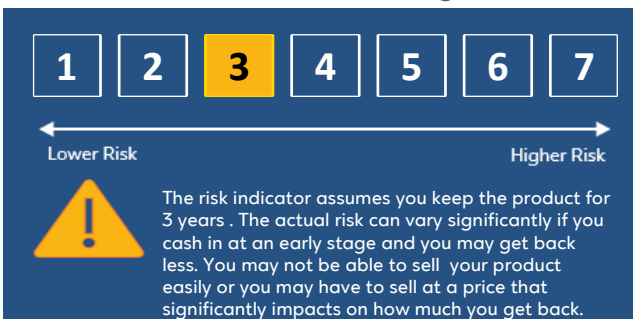 1 2 3 4 5 6 7
Lower Risk Higher Risk
!
The risk indicator assumes you keep the product for
3 years . The actual risk can vary significantly if you
cash in at an early stage and you may get back
less. You may not be able to sell your product
easily or you may have to sell at a price that
significantly impacts on how much you get back.